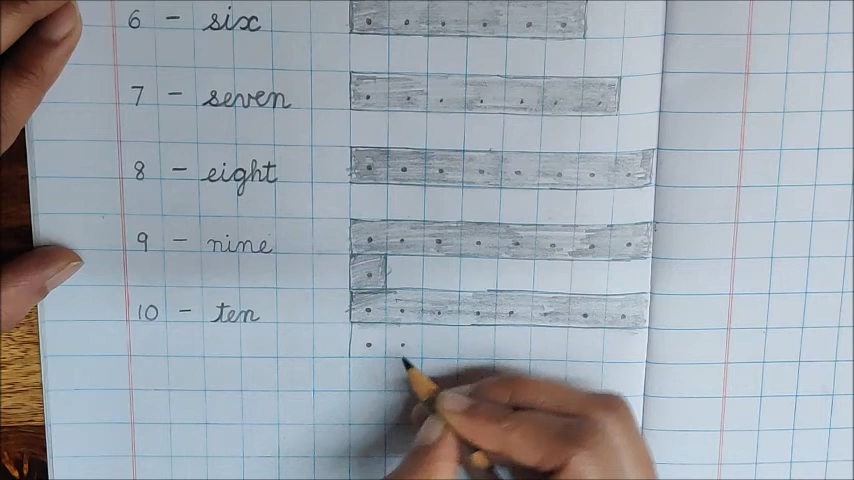 6 - six
7 - seven
8 - eight
9 - nine
10 - ten